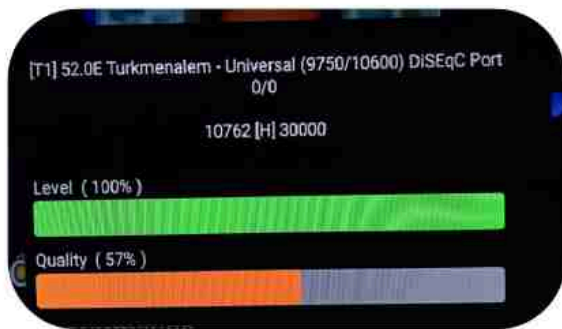 [T1] 52.0E Turkmenalem - Universal (9750/10600) DiSEqC Port
0/0
10762 [H] 30000
Level ( 100% )
Quality ( 57% )